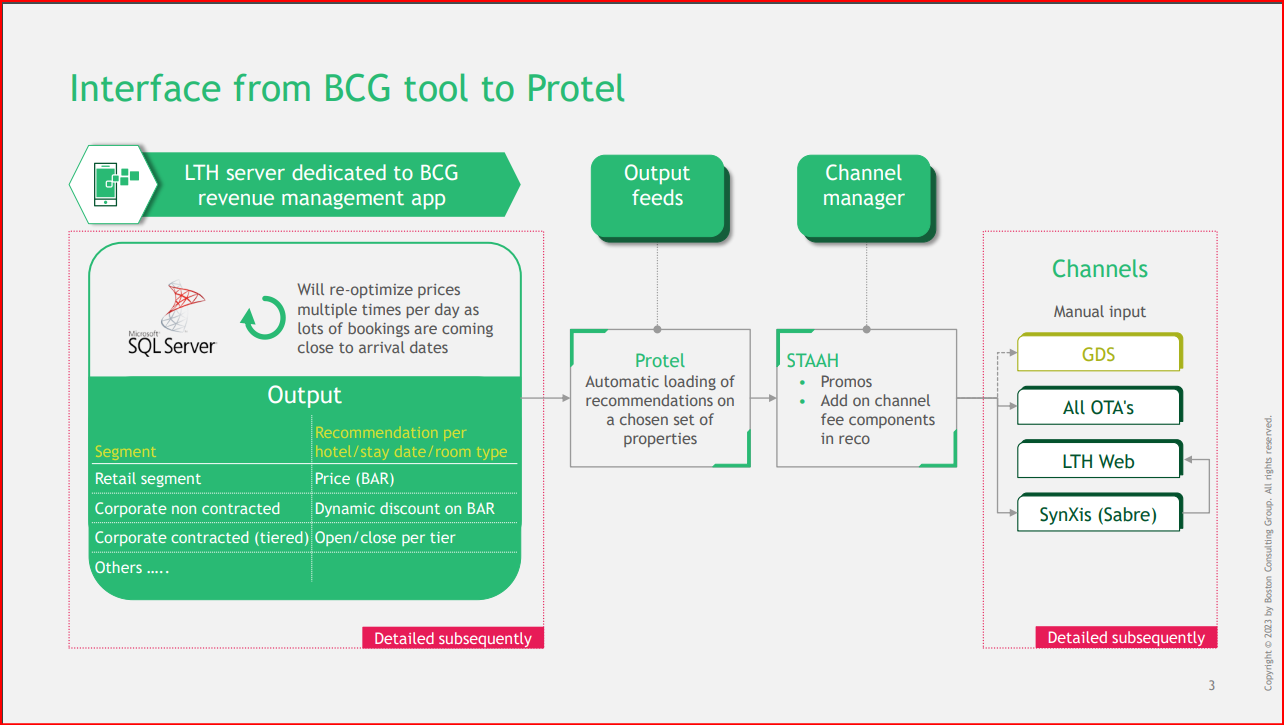 Interface from BCG tool to Protel
LTH server dedicated to BCG
revenue management app
Output
feeds
Channel
manager
Microsoft®
SQL Server
Will re-optimize prices
multiple times per day as
lots of bookings are coming
close to arrival dates
Output
Segment
Recommendation per
hotel/stay date/room type
Retail segment
Price (BAR)
Corporate non contracted
Dynamic discount on BAR
Corporate contracted (tiered)
Open/close per tier
Others …..
Detailed subsequently
Protel
Automatic loading of
recommendations on
a chosen set of
properties
STAAH
• Promos
• Add on channel
fee components
in reco
Channels
Manual input
GDS
All OTA's
LTH Web
SynXis (Sabre)
Detailed subsequently
Copyright © 2023 by Boston Consulting Group. All rights reserved.
3